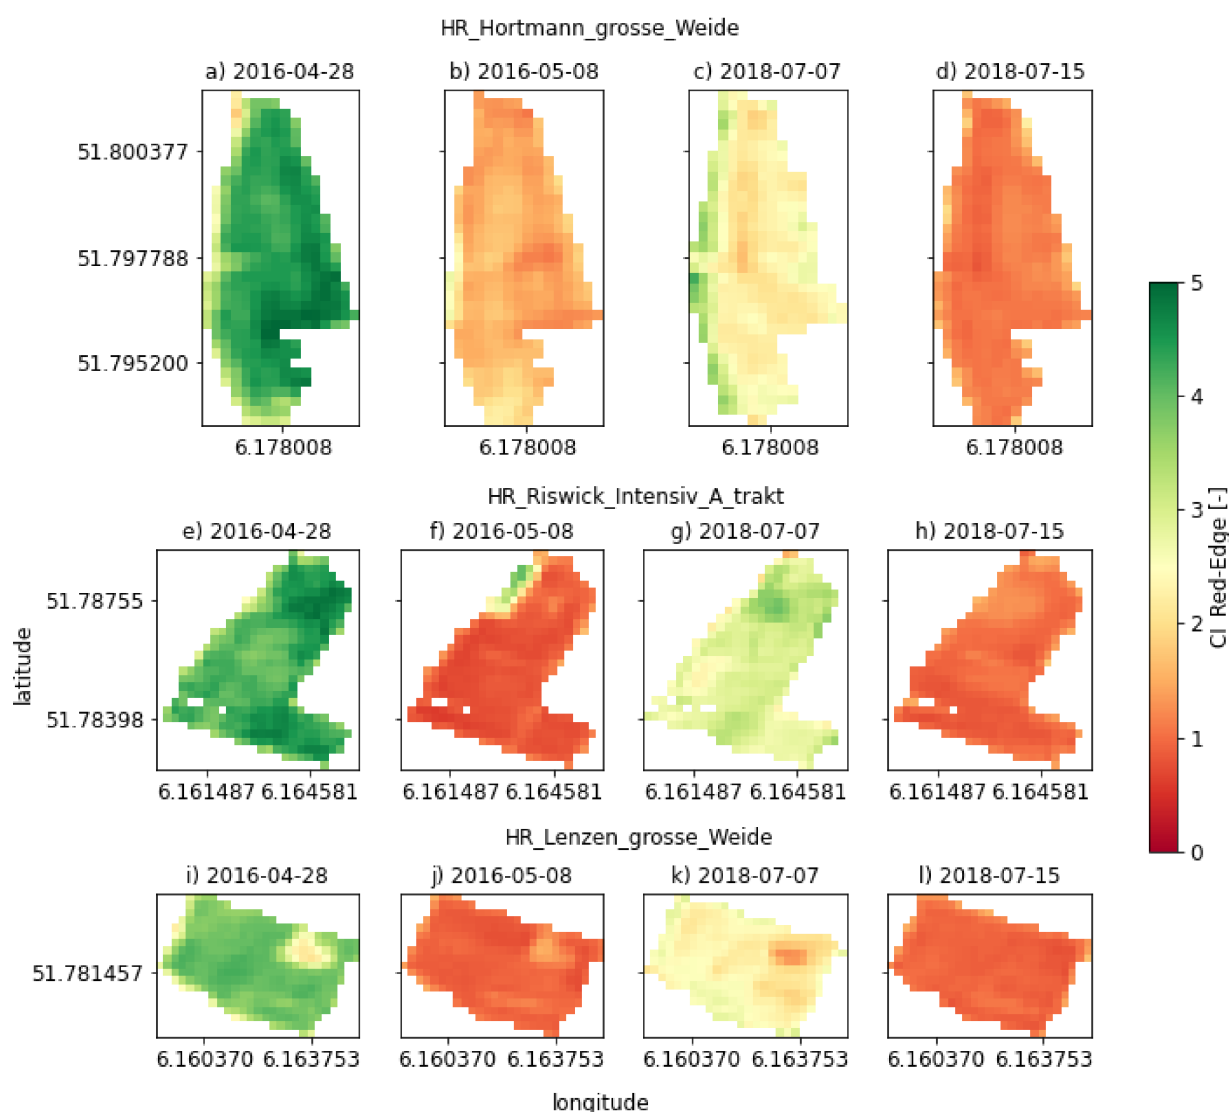 HR_Hortmann_grosse_Weide
a) 2016-04-28 b) 2016-05-08 c) 2018-07-07 d) 2018-07-15
51.800377
51.797788
51.795200
6.178008 6.178008 6.178008 6.178008
HR_Riswick_Intensiv_A_trakt
e) 2016-04-28 f) 2016-05-08 g) 2018-07-07 h) 2018-07-15
51.78755
51.78398
6.161487 6.164581 6.161487 6.164581 6.161487 6.164581 6.161487 6.164581
HR_Lenzen_grosse_Weide
i) 2016-04-28 j) 2016-05-08 k) 2018-07-07 l) 2018-07-15
51.781457
6.160370 6.163753 6.160370 6.163753 6.160370 6.163753 6.160370 6.163753
longitude
latitude
5
4
3
2
1
0
CI_Red-Edge [-]